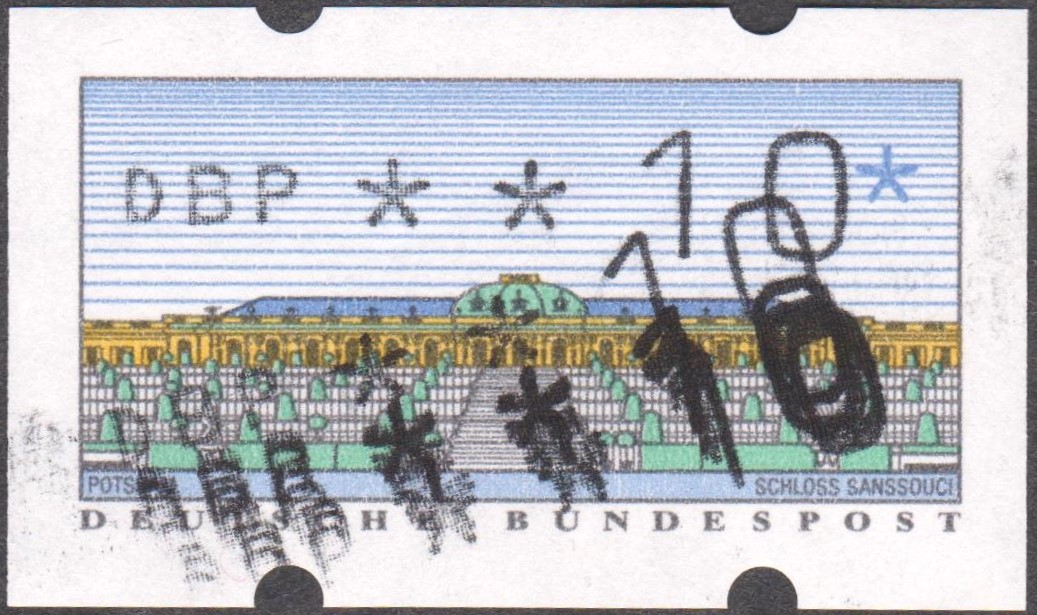 DBP * * 10*
POTS SCHLOSS SANSSOUCI
DEUTSCHE BUNDESPOST